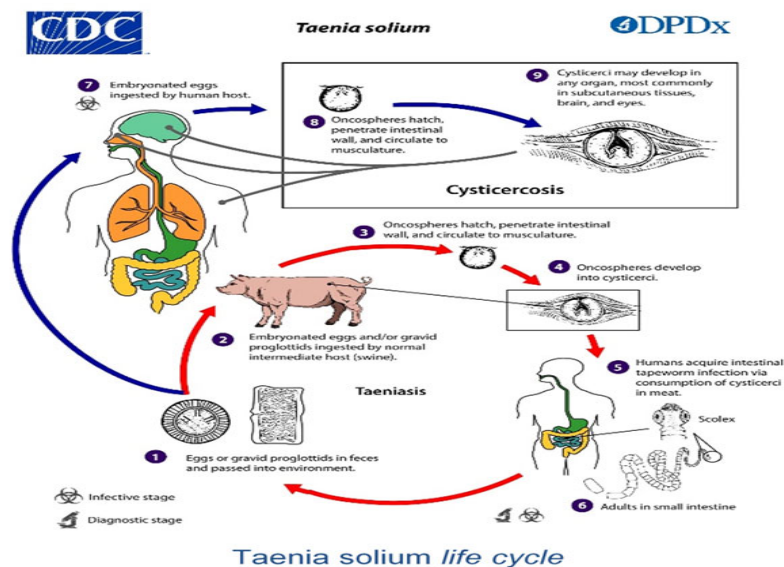 CDC
Taenia solium
DPDx
7 Embryonated eggs
ingested by human host.
8 Oncospheres hatch,
penetrate intestinal
wall, and circulate to
musculature.
9 Cysticerci may develop in
any organ, most commonly
in subcutaneous tissues,
brain, and eyes.
Cysticercosis
3 Oncospheres hatch, penetrate intestinal
wall, and circulate to musculature.
4 Oncospheres develop
into cysticerci.
2 Embryonated eggs and/or gravid
proglottids ingested by normal
intermediate host (swine).
5 Humans acquire intestinal
tapeworm infection via
consumption of cysticerci
in meat.
Taeniasis
Scolex
1 Eggs or gravid proglottids in feces
and passed into environment.
6 Adults in small intestine
Infective stage
Diagnostic stage
Taenia solium life cycle